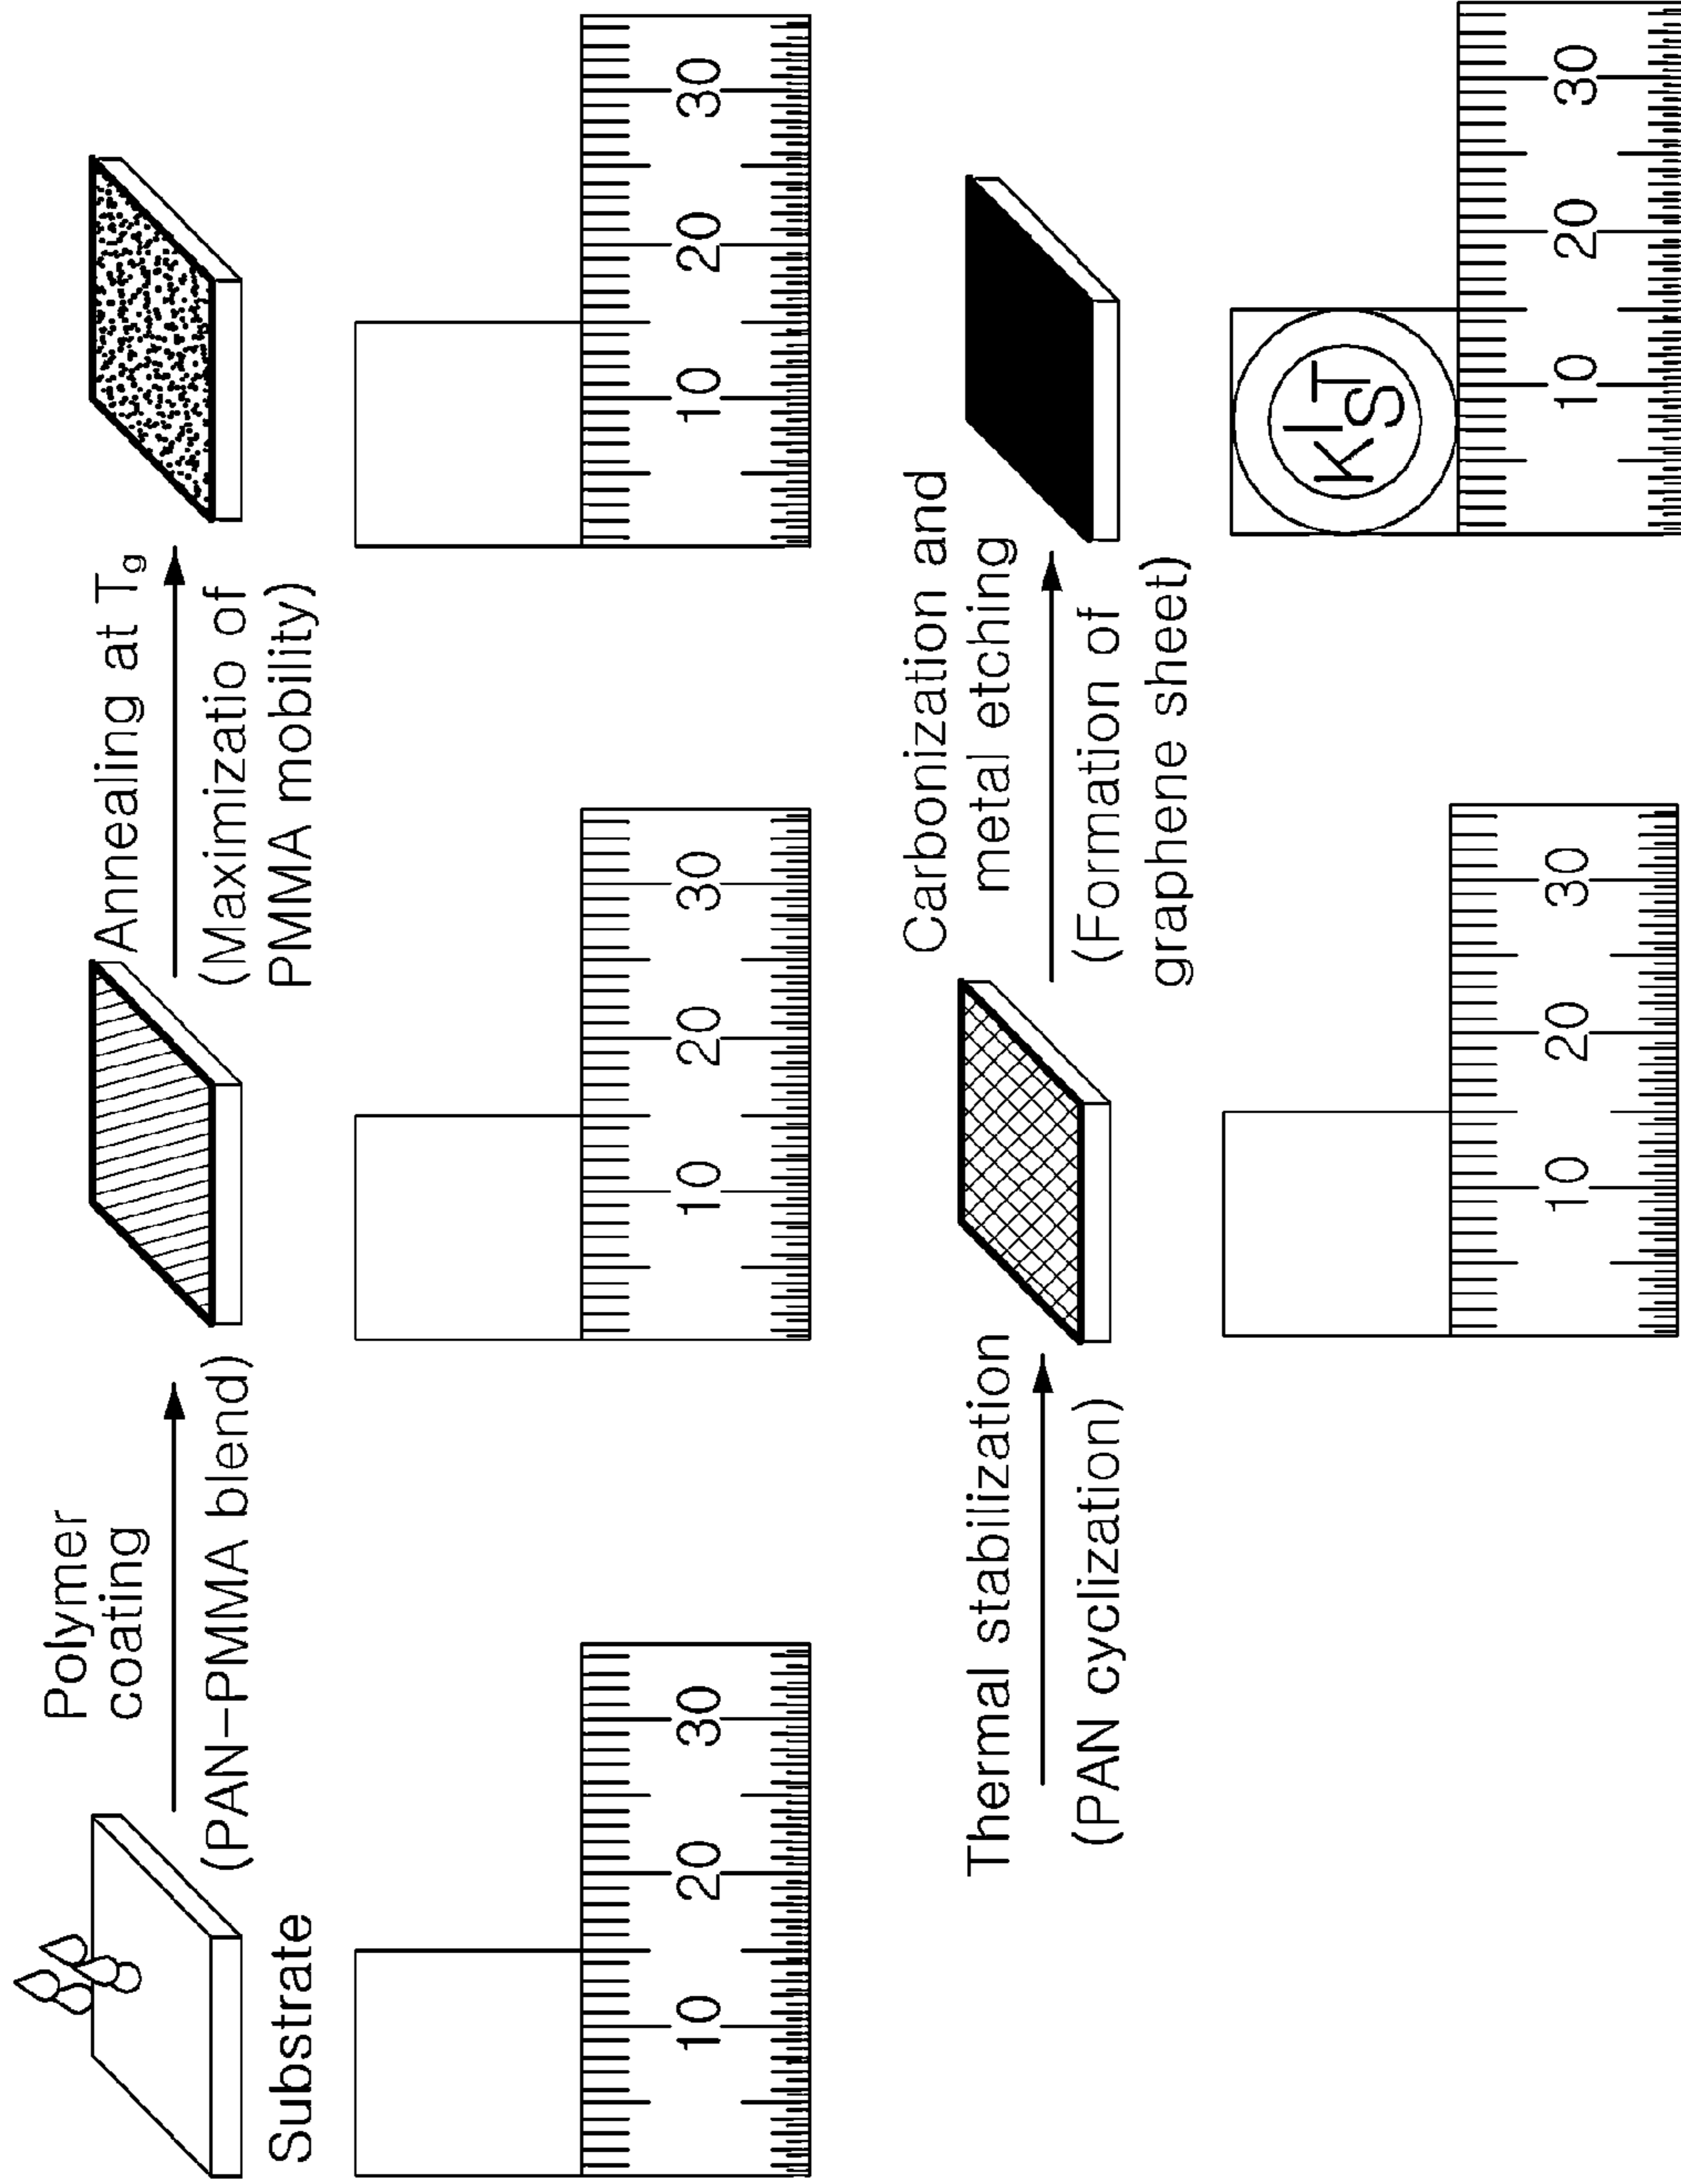 Polymer
coating
(PAN-PMMA blend)
Substrate
Annealing at Tg
(Maximizatio of
PMMA mobility)
10 20 30
10 20 30
10 20 30
Thermal stabilization
(PAN cyclization)
Carbonization and
metal etching
(Formation of
graphene sheet)
KIST
10 20 30
10 20 30